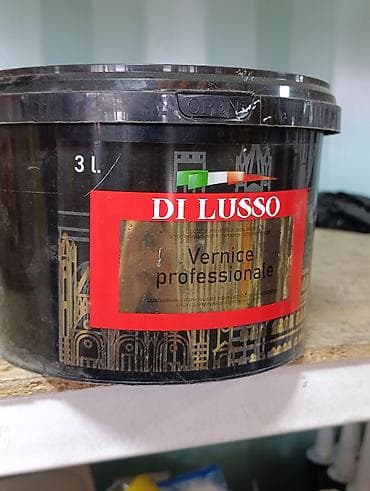 OPEN
3 L.
DI LUSSO
Vernice
professionale